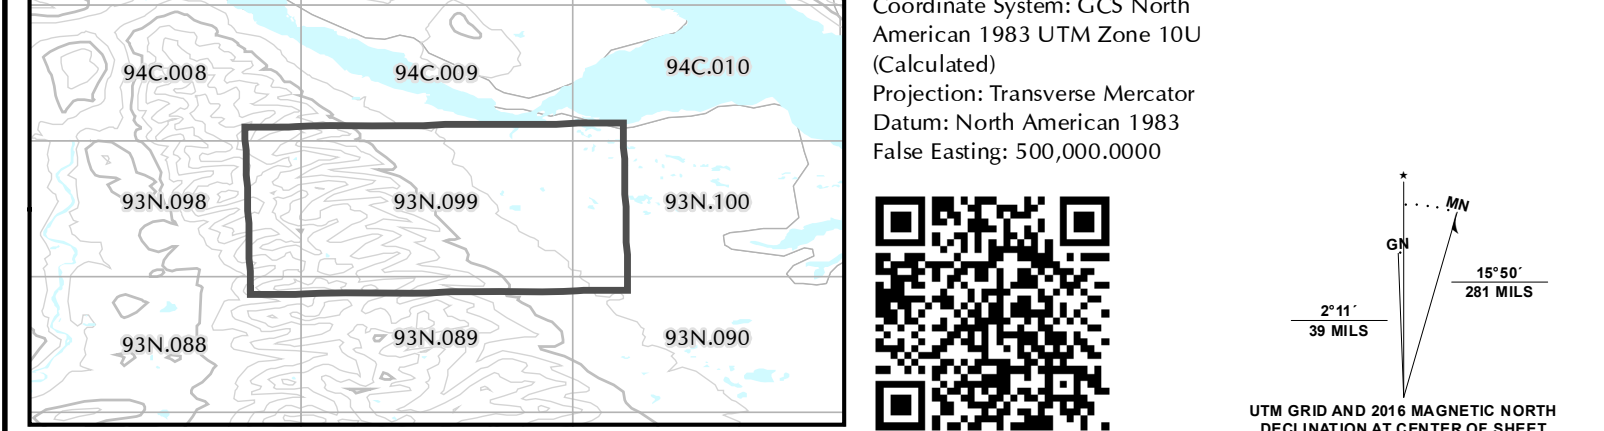 94C.008
94C.009
94C.010
93N.098
93N.099
93N.100
93N.088
93N.089
93N.090
Coordinate System: GCS North
American 1983 UTM Zone 10U
(Calculated)
Projection: Transverse Mercator
Datum: North American 1983
False Easting: 500,000.0000
MN
GN
15°50´
281 MILS
2°11´
39 MILS
UTM GRID AND 2016 MAGNETIC NORTH
DECLINATION AT CENTER OF SHEET